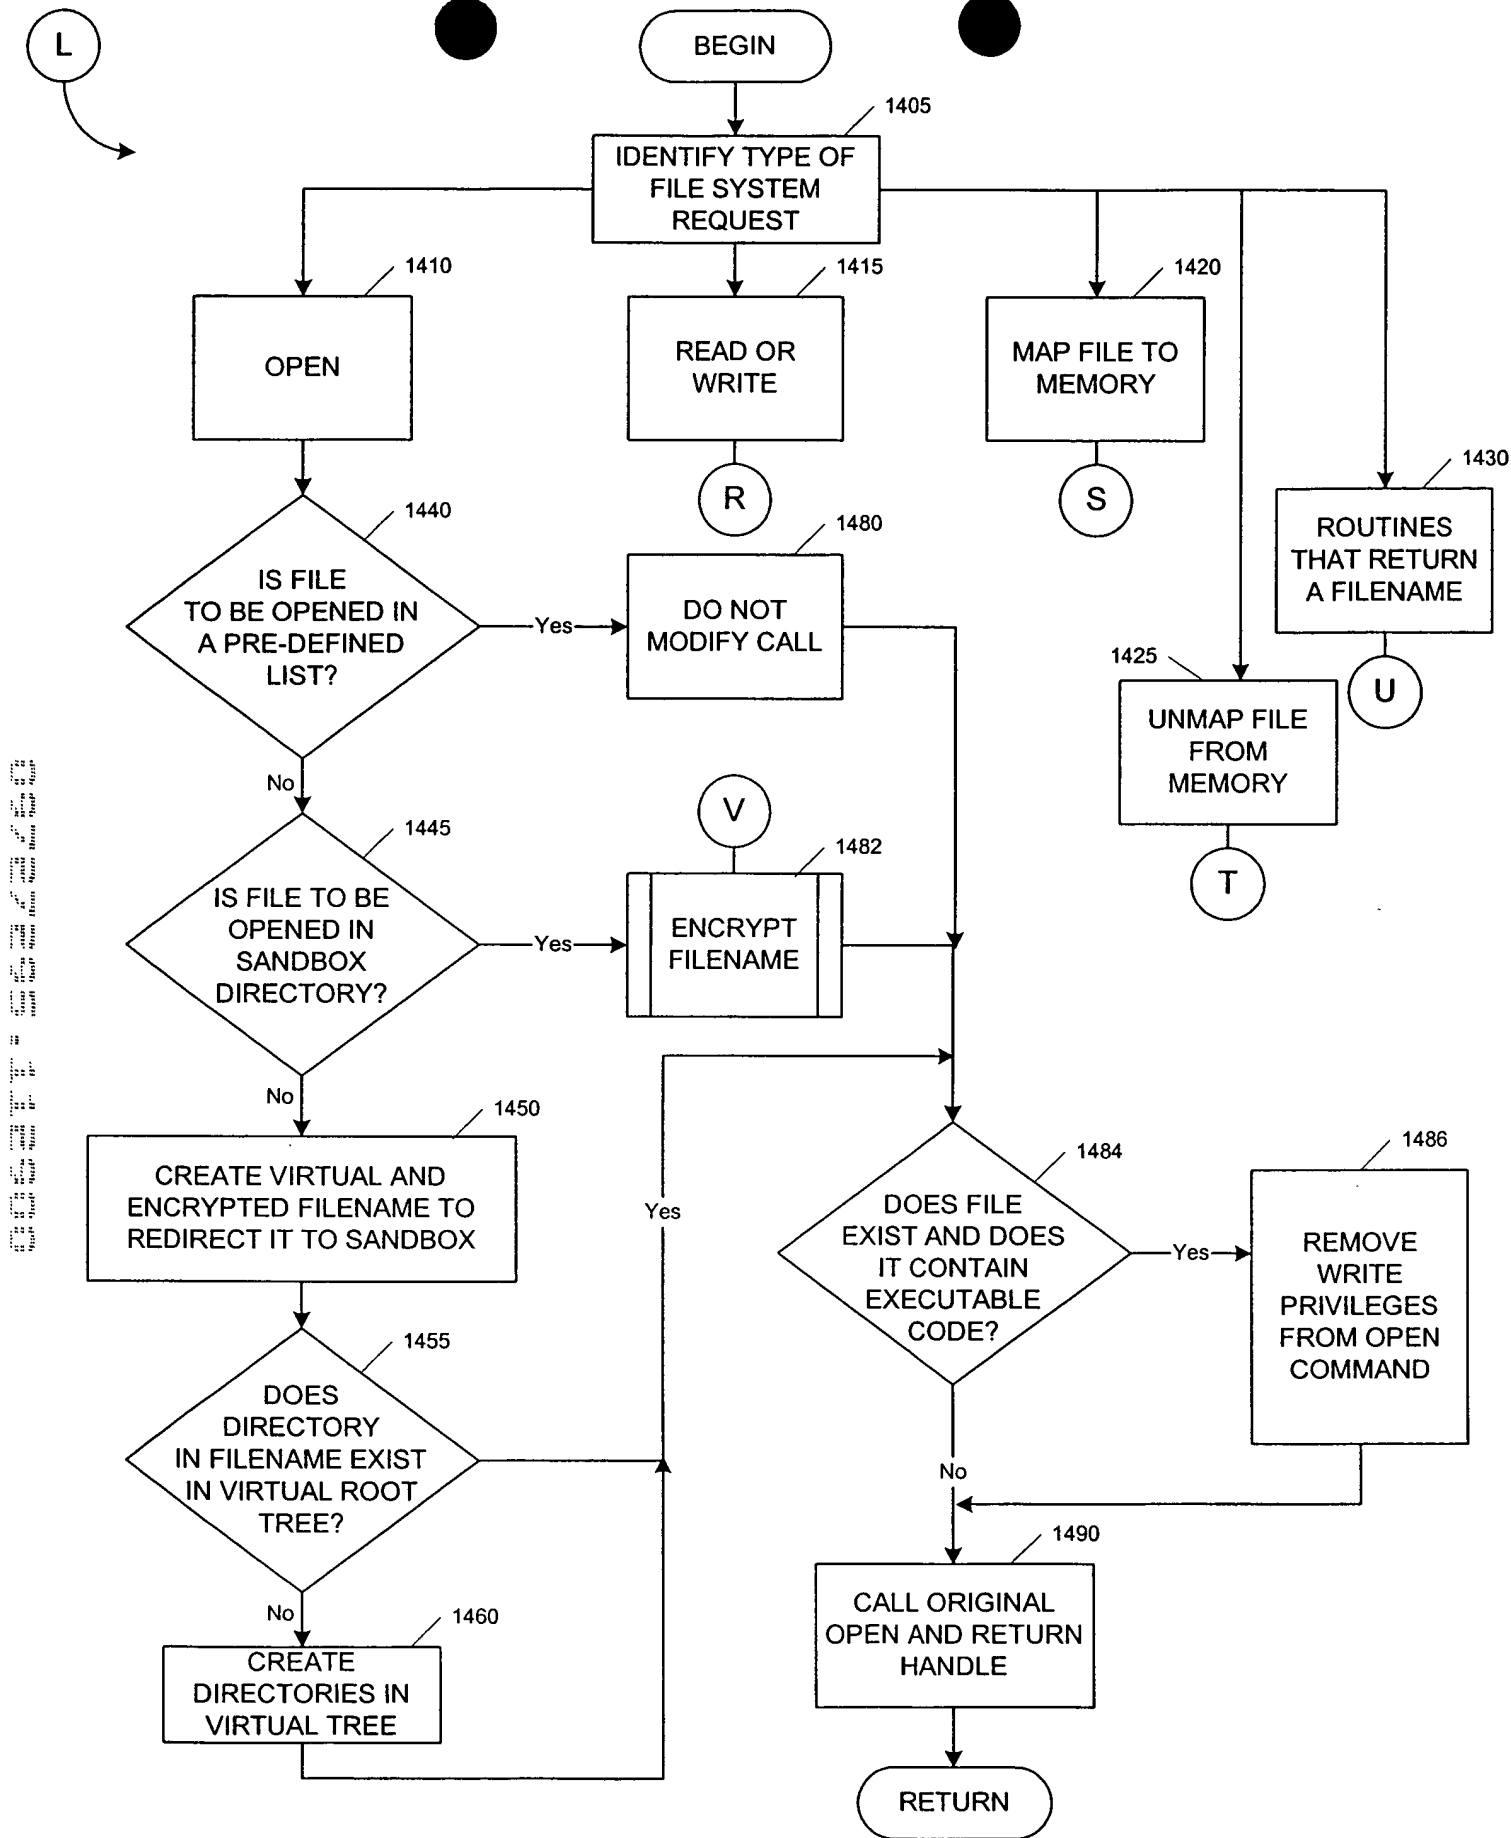 L
BEGIN
1405
IDENTIFY TYPE OF
FILE SYSTEM
REQUEST
1410
OPEN
1415
READ OR
WRITE
R
1420
MAP FILE TO
MEMORY
S
1430
ROUTINES
THAT RETURN
A FILENAME
U
1425
UNMAP FILE
FROM
MEMORY
T
1440
IS FILE
TO BE OPENED IN
A PRE-DEFINED
LIST?
Yes
1480
DO NOT
MODIFY CALL
No
1445
IS FILE TO BE
OPENED IN
SANDBOX
DIRECTORY?
Yes
V
1482
ENCRYPT
FILENAME
No
1450
CREATE VIRTUAL AND
ENCRYPTED FILENAME TO
REDIRECT IT TO SANDBOX
1455
DOES
DIRECTORY
IN FILENAME EXIST
IN VIRTUAL ROOT
TREE?
Yes
No
1460
CREATE
DIRECTORIES IN
VIRTUAL TREE
1484
DOES FILE
EXIST AND DOES
IT CONTAIN
EXECUTABLE
CODE?
Yes
1486
REMOVE
WRITE
PRIVILEGES
FROM OPEN
COMMAND
No
1490
CALL ORIGINAL
OPEN AND RETURN
HANDLE
RETURN